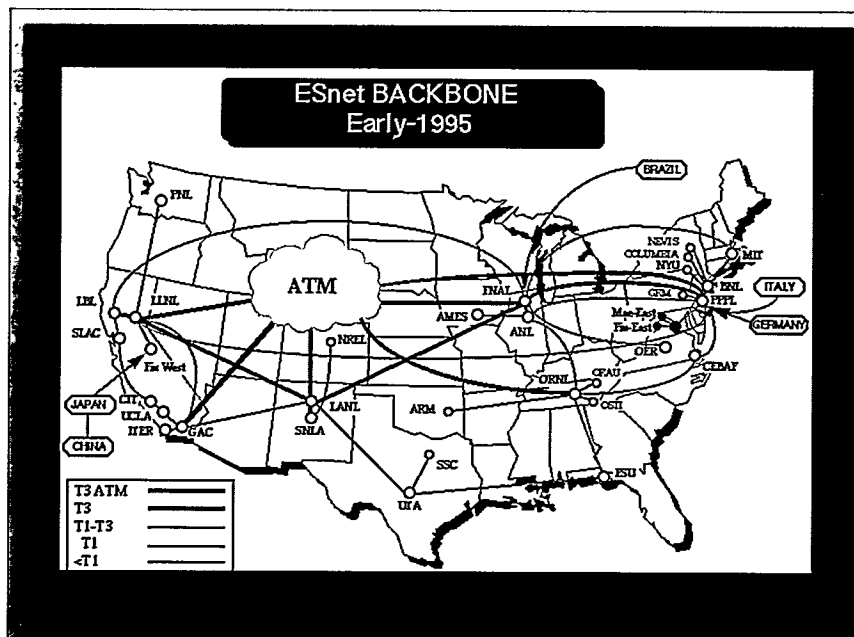 ESnet BACKBONE
Early-1995
BRAZIL
PNL
NEVIS
COLUMBIA
NYU
MIT
ATM
LBL
LLNL
FNAL
BNL
PPPL
ITALY
GERMANY
AMES
ANL
Mae-East
Fix-East
SLAC
NREL
OER
CEBAF
Fix West
JAPAN
CHINA
CIT
UCLA
ITER
GAC
LANL
SNLA
ARM
ORNL
ORAU
OSTI
SSC
UTA
FSU
T3 ATM
T3
T1-T3
T1
<T1